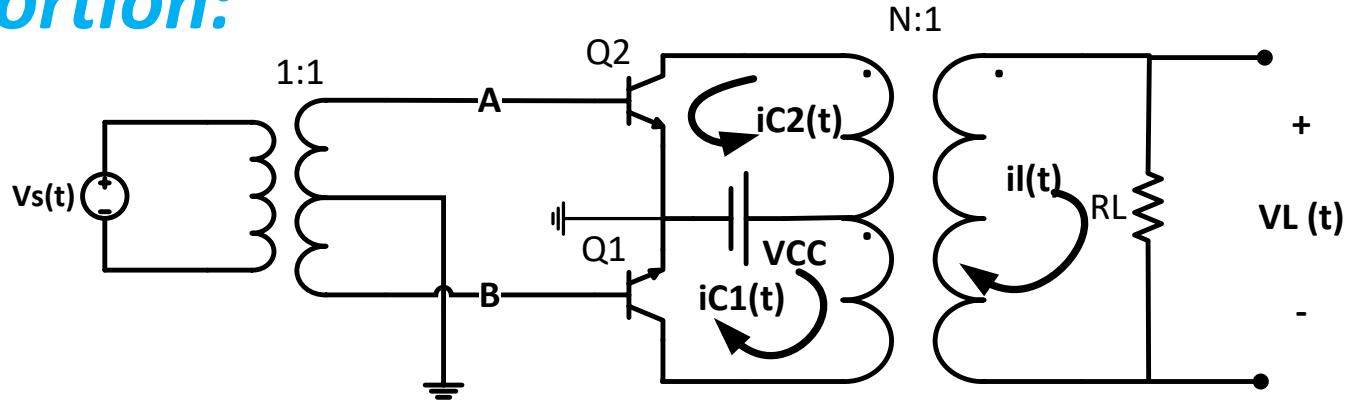 ortion:
N:1
1:1
Q2
A
iC2(t)
+
Vs(t)
il(t)
RL
VL (t)
Q1
VCC
B
iC1(t)
-